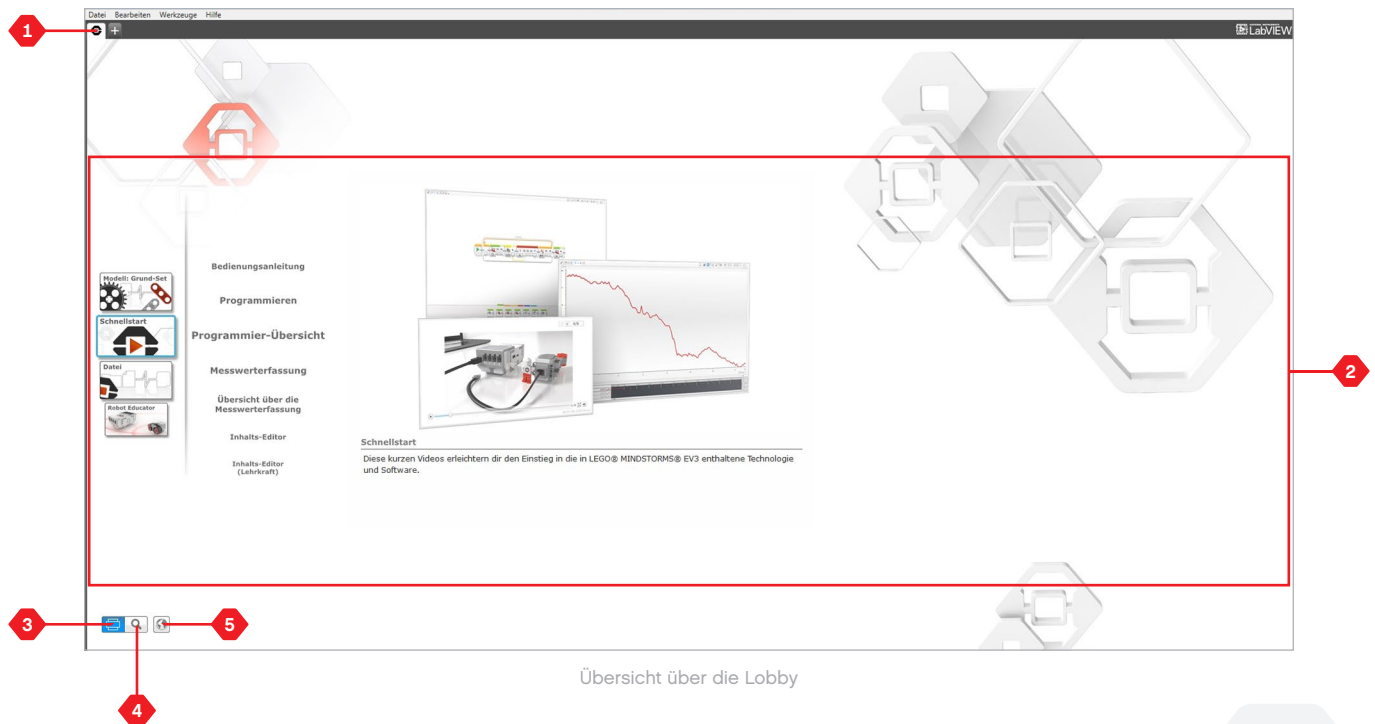 Datei Bearbeiten Werkzeuge Hilfe
1
+
LabVIEW
Bedienungsanleitung
Modell: Grund-Set
Programmieren
Schnellstart
Programmier-Übersicht
Datei
Messwerterfassung
Übersicht über die
Messwerterfassung
Robot Educator
Inhalts-Editor
Inhalts-Editor
(Lehrkraft)
Schnellstart
Diese kurzen Videos erleichtern dir den Einstieg in die in LEGO® MINDSTORMS® EV3 enthaltene Technologie
und Software.
2
3
5
4
Übersicht über die Lobby